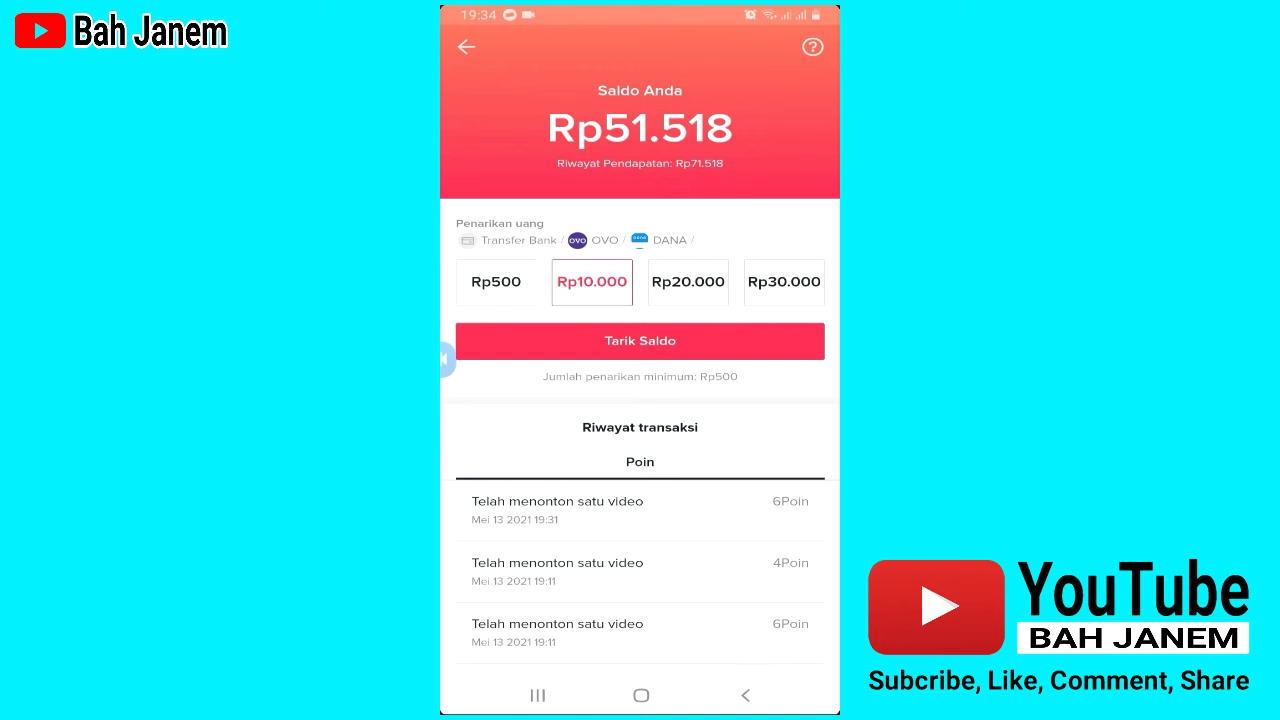 Bah Janem
19:34
Saldo Anda
Rp51.518
Riwayat Pendapatan: Rp71.518
Penarikan uang
Transfer Bank / OVO OVO / DANA DANA /
Rp500 Rp10.000 Rp20.000 Rp30.000
Tarik Saldo
Jumlah penarikan minimum: Rp500
Riwayat transaksi
Poin
Telah menonton satu video 6Poin
Mei 13 2021 19:31
Telah menonton satu video 4Poin
Mei 13 2021 19:11
Telah menonton satu video 6Poin
Mei 13 2021 19:11
YouTube
BAH JANEM
Subcribe, Like, Comment, Share